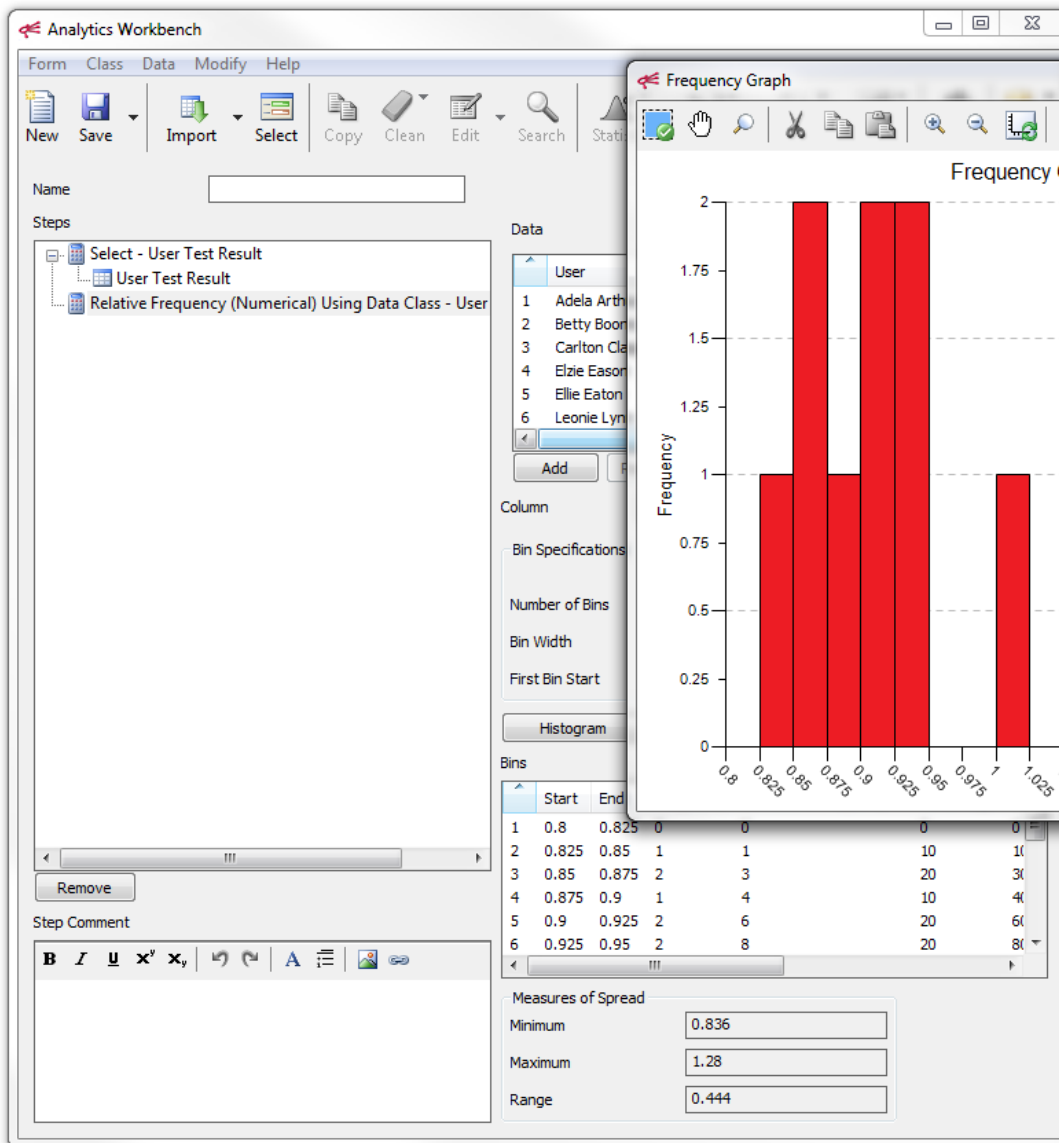 Analytics Workbench
Form Class Data Modify Help
New Save Import Select Copy Clean Edit Search
Name
Steps
Select - User Test Result
User Test Result
Relative Frequency (Numerical) Using Data Class - User
Remove
Step Comment
B I U x^y x_y A
Data
User
1 Adela Arth
2 Betty Boon
3 Carlton Cla
4 Elzie Eason
5 Ellie Eaton
6 Leonie Lyn
Add
Column
Bin Specifications
Number of Bins
Bin Width
First Bin Start
Histogram
Bins
Start End
1 0.8 0.825 0 0 0 0
2 0.825 0.85 1 1 10 10
3 0.85 0.875 2 3 20 30
4 0.875 0.9 1 4 10 40
5 0.9 0.925 2 6 20 60
6 0.925 0.95 2 8 20 80
Measures of Spread
Minimum 0.836
Maximum 1.28
Range 0.444
Frequency Graph
Frequency
2
1.75
1.5
1.25
1
0.75
0.5
0.25
0
Frequency
0.8 0.825 0.85 0.875 0.9 0.925 0.95 0.975 1 1.025